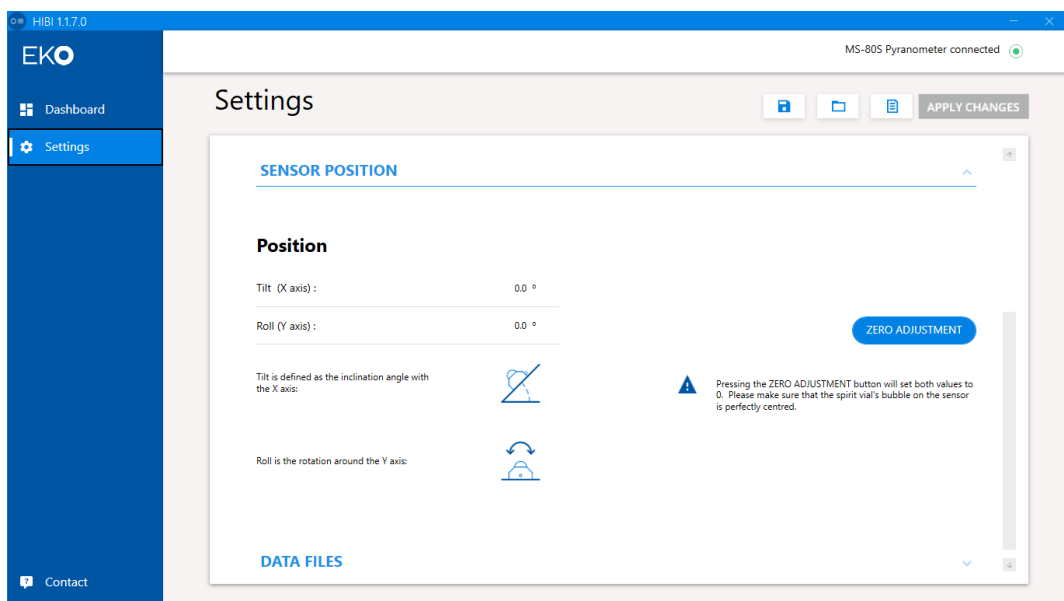 HIBI 1.1.7.0
EKO
MS-80S Pyranometer connected
Dashboard
Settings
Contact
Settings
APPLY CHANGES
SENSOR POSITION
Position
Tilt (X axis) : 0.0 °
Roll (Y axis) : 0.0 °
ZERO ADJUSTMENT
Tilt is defined as the inclination angle with
the X axis:
Pressing the ZERO ADJUSTMENT button will set both values to
0. Please make sure that the spirit vial's bubble on the sensor
is perfectly centred.
Roll is the rotation around the Y axis:
DATA FILES